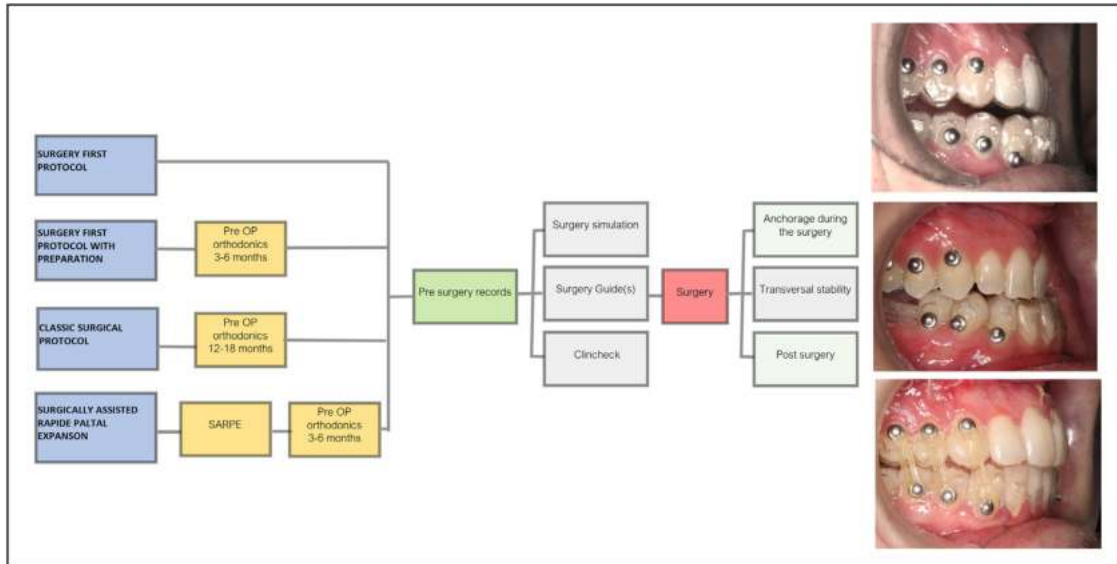 SURGERY FIRST
PROTOCOL
SURGERY FIRST
PROTOCOL WITH
PREPARATION
Pre OP
orthodonics
3-6 months
CLASSIC SURGICAL
PROTOCOL
Pre OP
orthodonics
12-18 months
SURGICALLY ASSISTED
RAPIDE PALTAL
EXPANSON
SARPE
Pre OP
orthodonics
3-6 months
Pre surgery records
Surgery simulation
Surgery Guide(s)
Clincheck
Surgery
Anchorage during
the surgery
Transversal stability
Post surgery